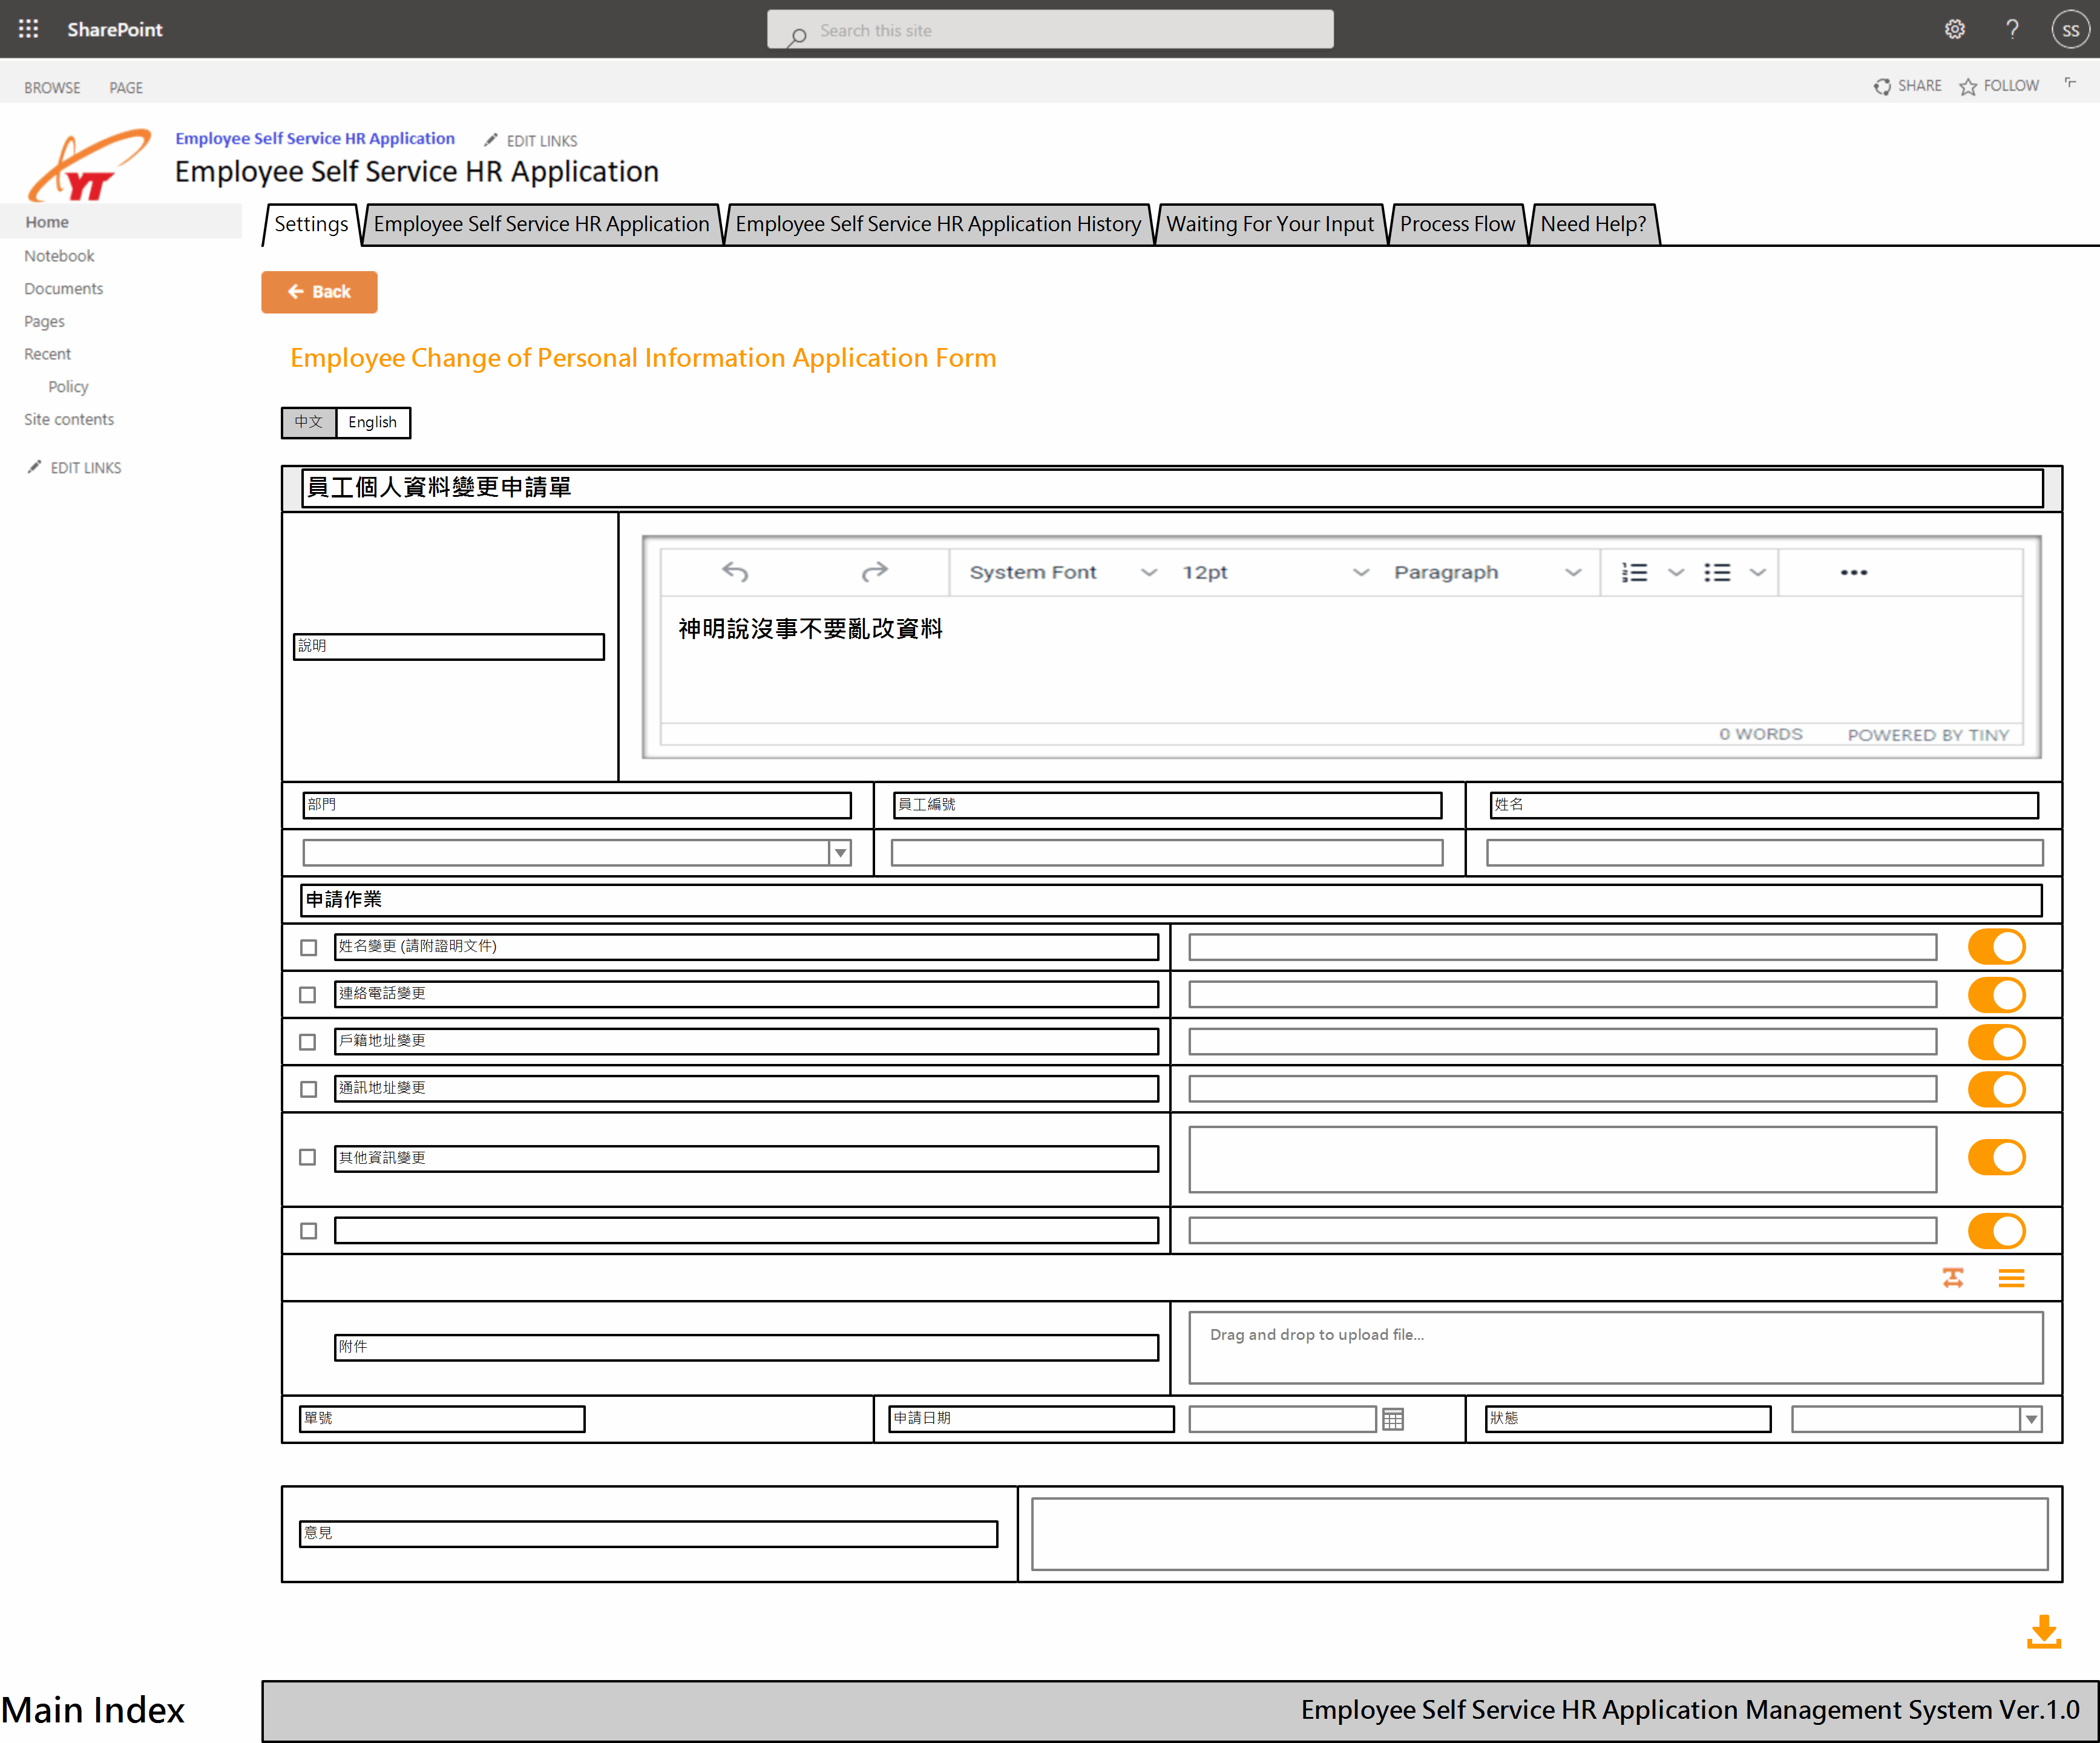 SharePoint
Search this site
?
SS
BROWSE
PAGE
SHARE
FOLLOW
YT
Employee Self Service HR Application
EDIT LINKS
Employee Self Service HR Application
Home
Notebook
Documents
Pages
Recent
Policy
Site contents
EDIT LINKS
Settings
Employee Self Service HR Application
Employee Self Service HR Application History
Waiting For Your Input
Process Flow
Need Help?
Back
Employee Change of Personal Information Application Form
中文
English
員工個人資料變更申請單
說明
System Font
12pt
Paragraph
神明說沒事不要亂改資料
0 WORDS
POWERED BY TINY
部門
員工編號
姓名
申請作業
姓名變更 (請附證明文件)
連絡電話變更
戶籍地址變更
通訊地址變更
其他資訊變更
附件
Drag and drop to upload file...
單號
申請日期
狀態
意見
Main Index
Employee Self Service HR Application Management System Ver.1.0